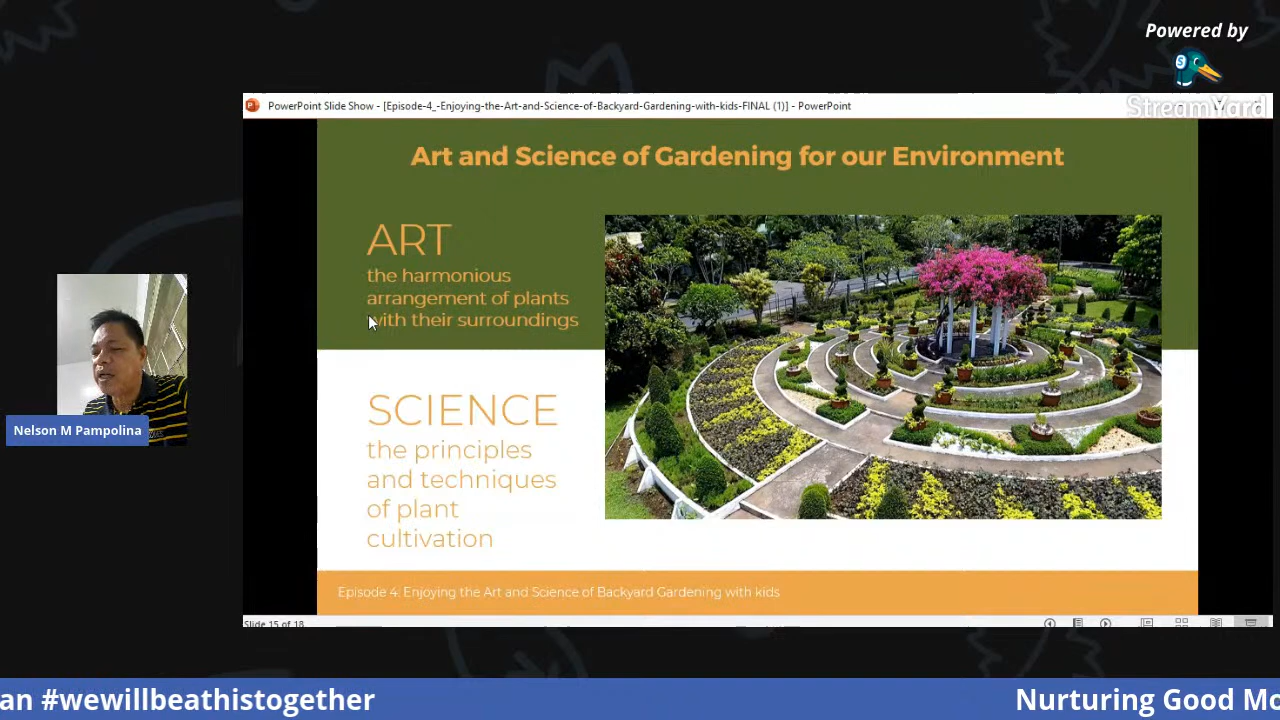 Powered by
StreamYard
PowerPoint Slide Show - [Episode-4_-Enjoying-the-Art-and-Science-of-Backyard-Gardening-with-kids-FINAL (1)] - PowerPoint
Art and Science of Gardening for our Environment
ART
the harmonious
arrangement of plants
with their surroundings
SCIENCE
the principles
and techniques
of plant
cultivation
Nelson M Pampolina
Episode 4: Enjoying the Art and Science of Backyard Gardening with kids
Slide 15 of 18
an #wewillbeathistogether
Nurturing Good Mo